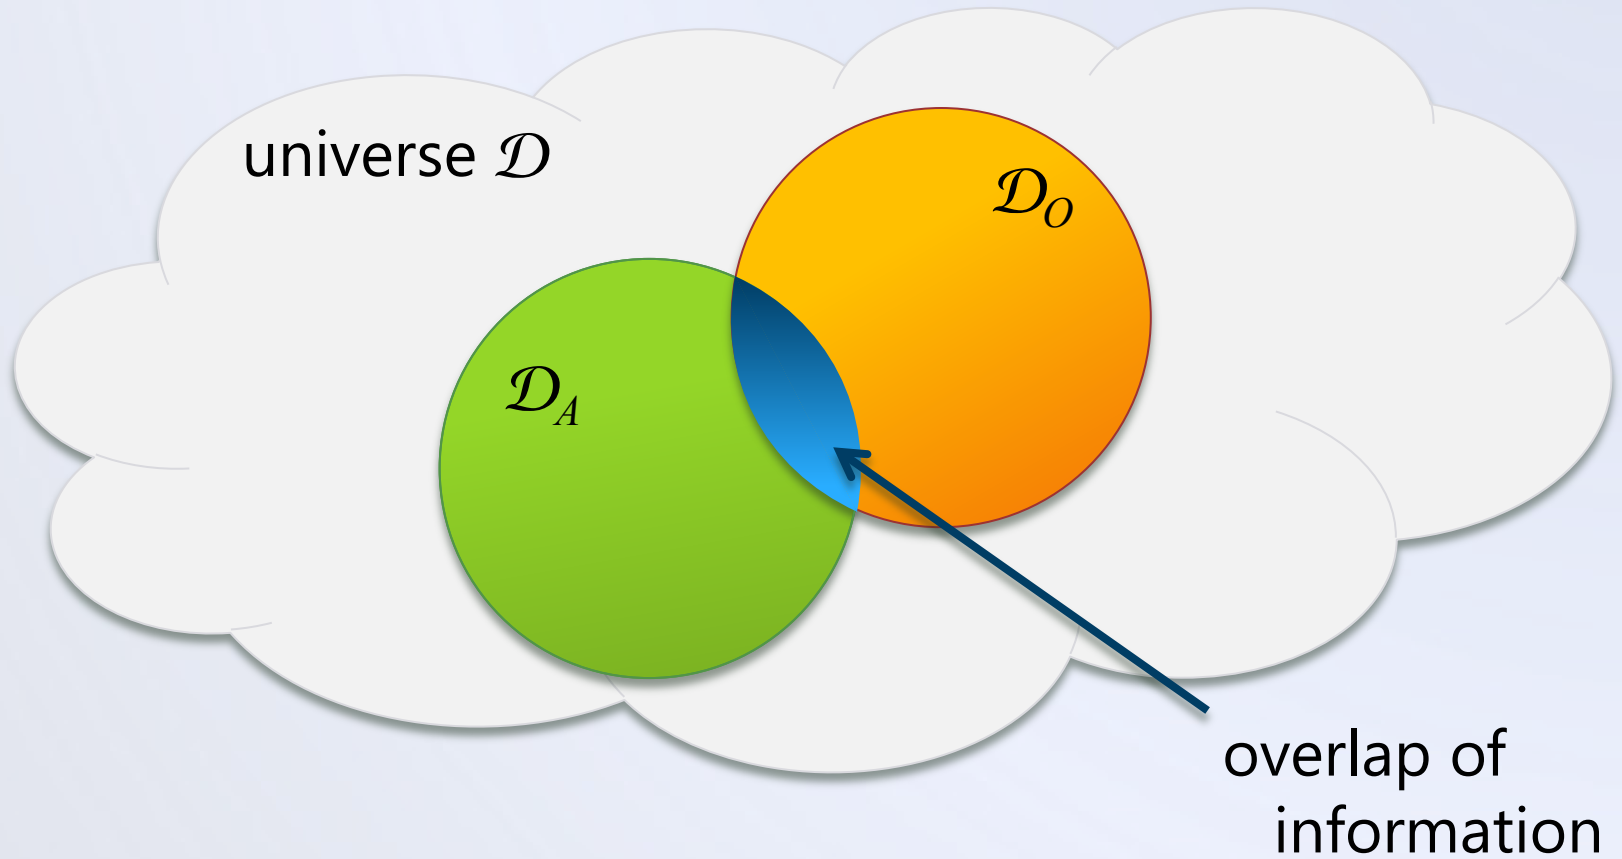 universe 𝒟
𝒟_O
𝒟_A
overlap of
information